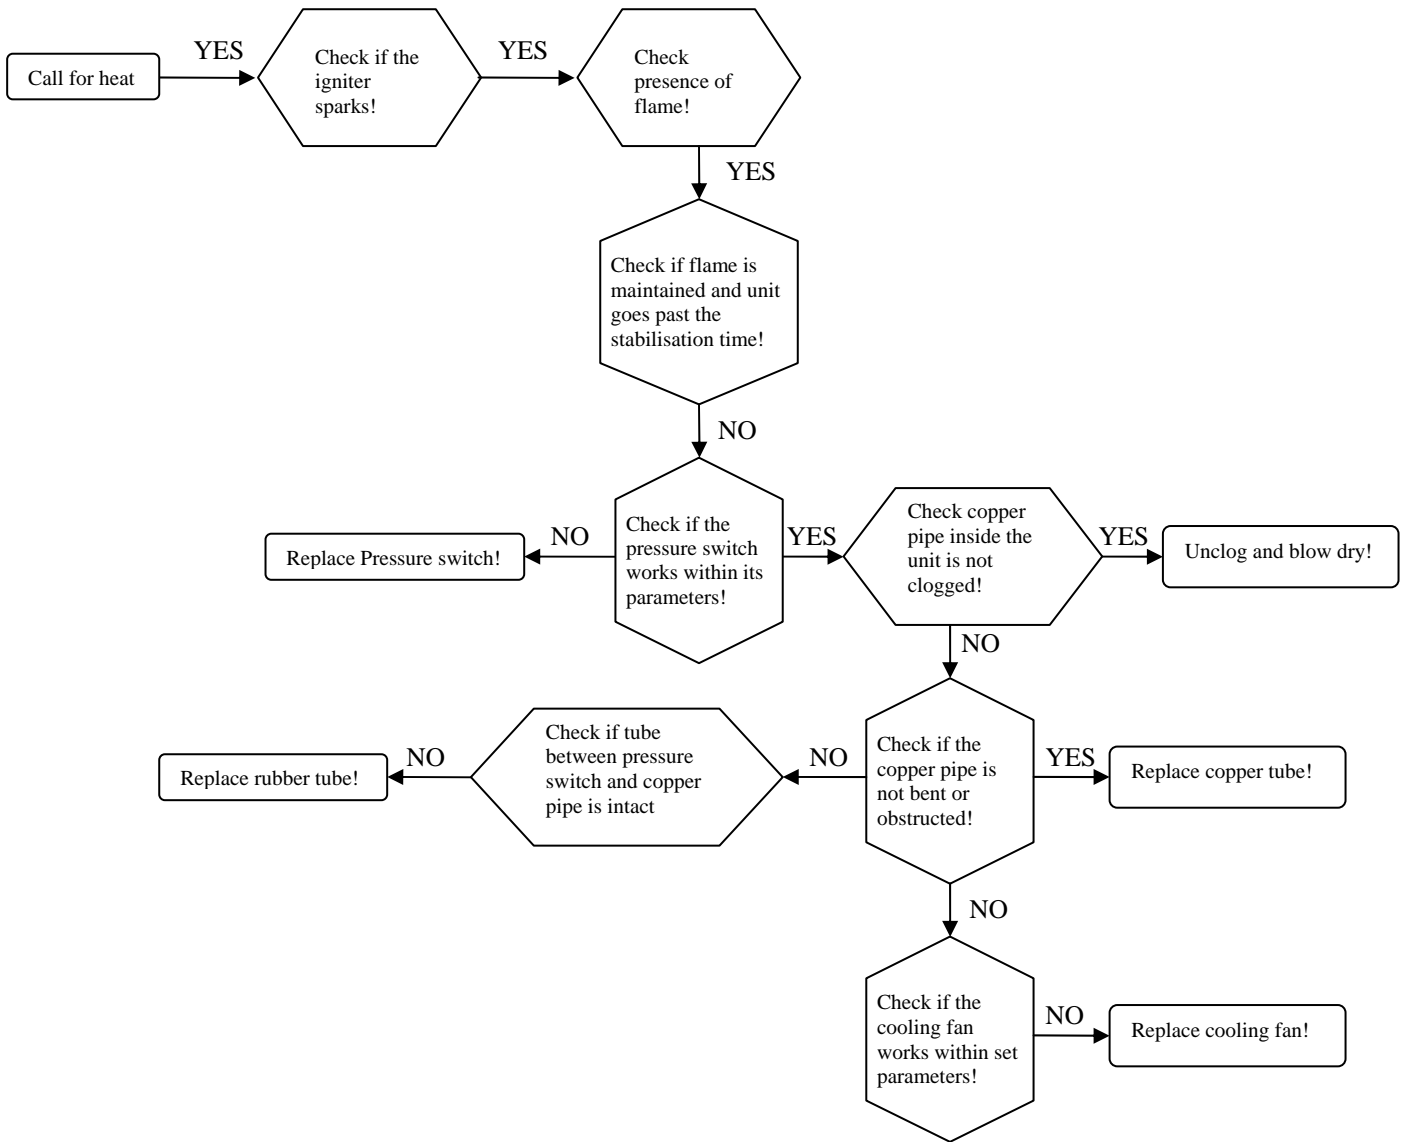 Call for heat
YES
Check if the
igniter
sparks!
YES
Check
presence of
flame!
YES
Check if flame is
maintained and unit
goes past the
stabilisation time!
NO
Check if the
pressure switch
works within its
parameters!
NO
Replace Pressure switch!
YES
Check copper
pipe inside the
unit is not
clogged!
YES
Unclog and blow dry!
NO
Check if the
copper pipe is
not bent or
obstructed!
YES
Replace copper tube!
NO
Check if tube
between pressure
switch and copper
pipe is intact
NO
Replace rubber tube!
NO
Check if the
cooling fan
works within set
parameters!
NO
Replace cooling fan!